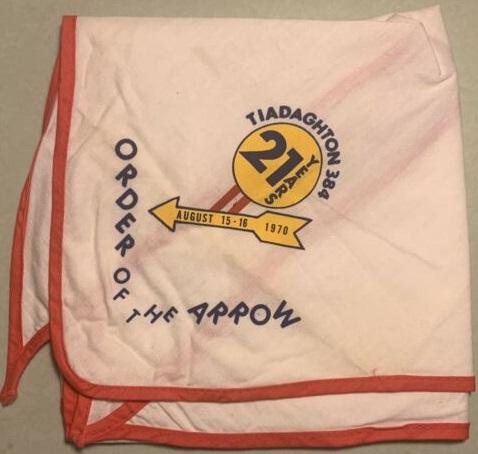 TIADAGHTON 384
21
YEARS
AUGUST 15-16 1970
ORDER OF THE ARROW